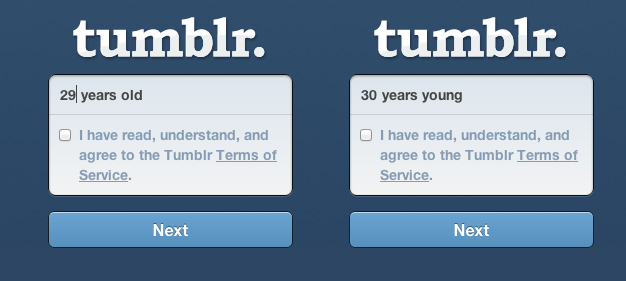 tumblr.
29 years old
I have read, understand, and
agree to the Tumblr Terms of
Service.
Next
tumblr.
30 years young
I have read, understand, and
agree to the Tumblr Terms of
Service.
Next